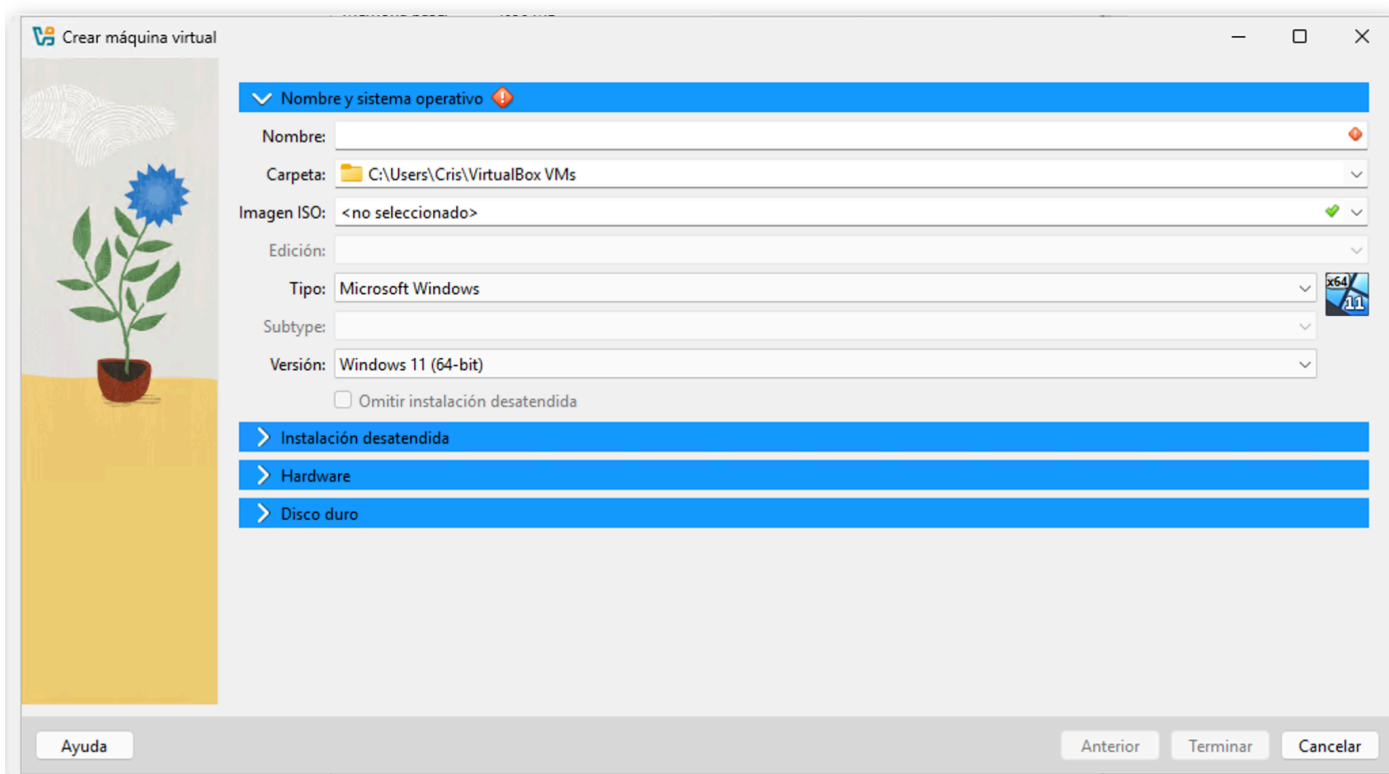 Crear máquina virtual
Nombre y sistema operativo
Nombre:
Carpeta: C:\Users\Cris\VirtualBox VMs
Imagen ISO: <no seleccionado>
Edición:
Tipo: Microsoft Windows
x64
11
Subtype:
Versión: Windows 11 (64-bit)
Omitir instalación desatendida
Instalación desatendida
Hardware
Disco duro
Ayuda Anterior Terminar Cancelar